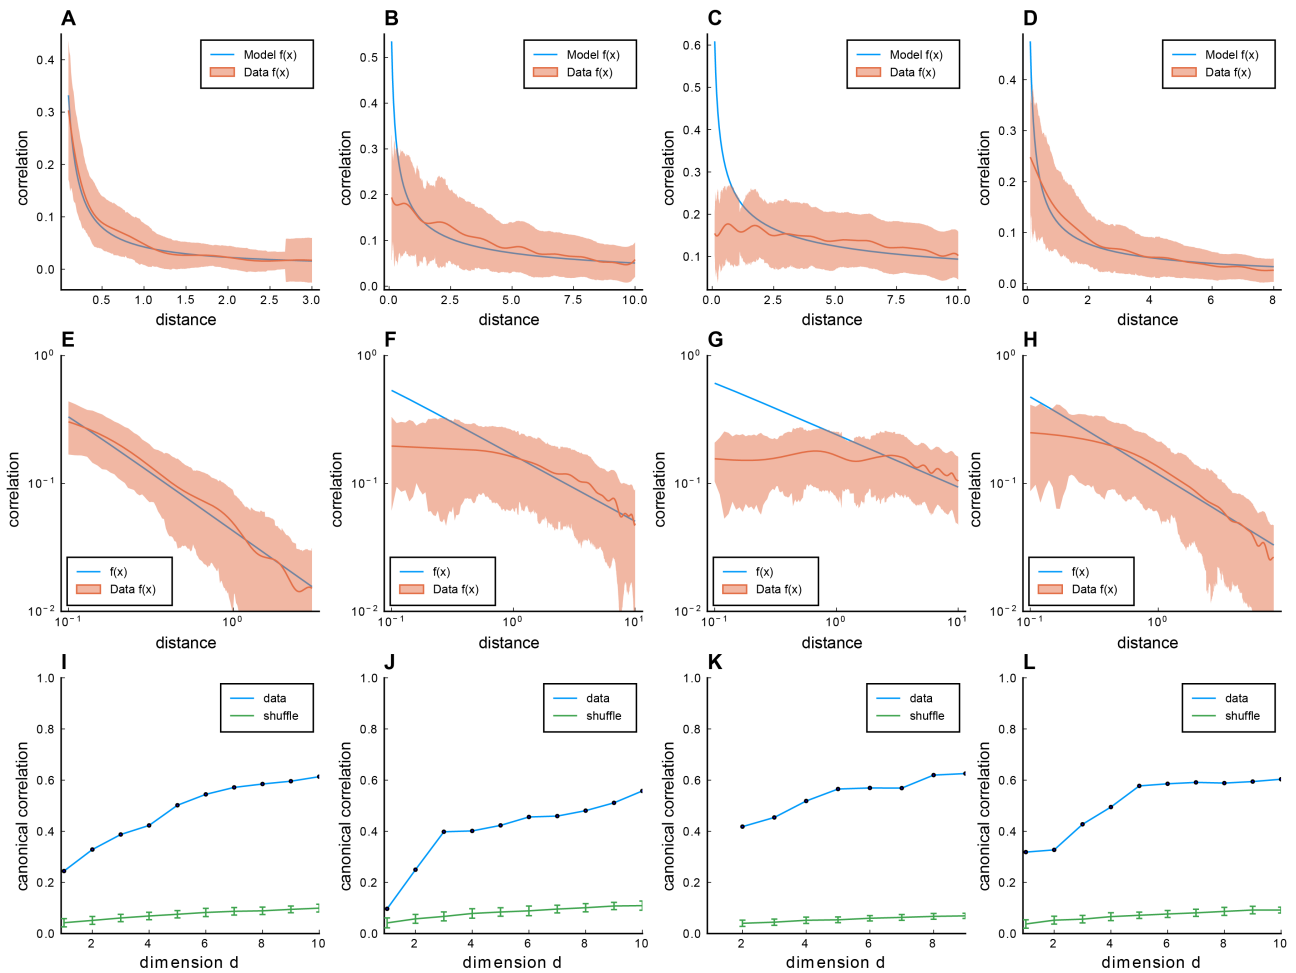 A
B
C
D
Model f(x)
Data f(x)
Model f(x)
Data f(x)
Model f(x)
Data f(x)
Model f(x)
Data f(x)
correlation
0.4
0.3
0.2
0.1
0.0
0.5
1.0
1.5
2.0
2.5
3.0
distance
correlation
0.5
0.4
0.3
0.2
0.1
0.0
0.0
2.5
5.0
7.5
10.0
distance
correlation
0.6
0.5
0.4
0.3
0.2
0.1
0.0
2.5
5.0
7.5
10.0
distance
correlation
0.4
0.3
0.2
0.1
0.0
0
2
4
6
8
distance
E
F
G
H
correlation
10⁰
10⁻¹
10⁻²
f(x)
Data f(x)
10⁻¹
10⁰
distance
correlation
10⁰
10⁻¹
10⁻²
f(x)
Data f(x)
10⁻¹
10⁰
10¹
distance
correlation
10⁰
10⁻¹
10⁻²
f(x)
Data f(x)
10⁻¹
10⁰
10¹
distance
correlation
10⁰
10⁻¹
10⁻²
f(x)
Data f(x)
10⁻¹
10⁰
distance
I
J
K
L
canonical correlation
1.0
0.8
0.6
0.4
0.2
0.0
data
shuffle
2
4
6
8
10
dimension d
canonical correlation
1.0
0.8
0.6
0.4
0.2
0.0
data
shuffle
2
4
6
8
10
dimension d
canonical correlation
1.0
0.8
0.6
0.4
0.2
0.0
data
shuffle
2
4
6
8
dimension d
canonical correlation
1.0
0.8
0.6
0.4
0.2
0.0
data
shuffle
2
4
6
8
10
dimension d